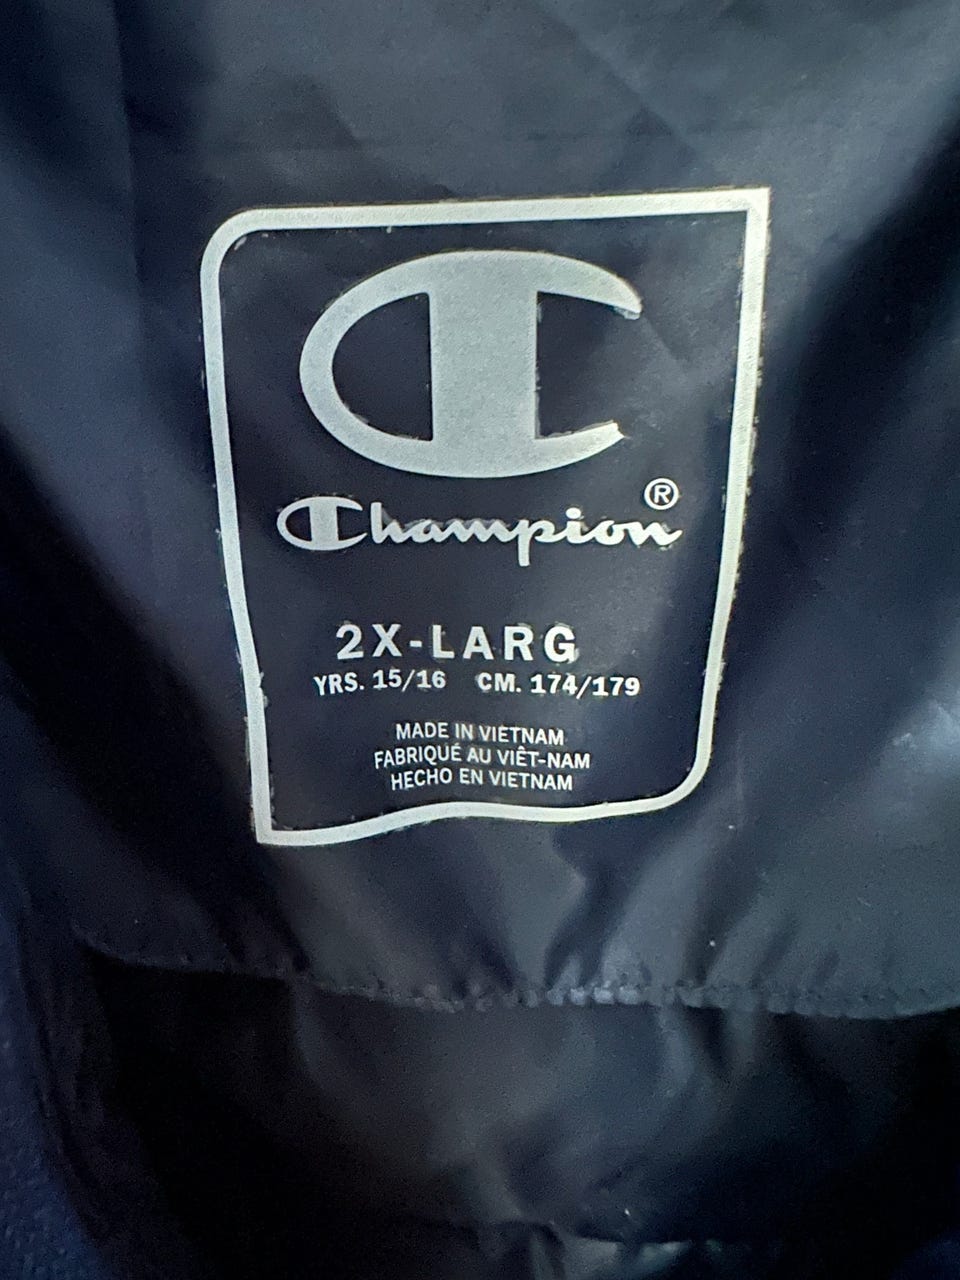 Champion®
2X-LARG
YRS. 15/16 CM. 174/179
MADE IN VIETNAM
FABRIQUÉ AU VIÊT-NAM
HECHO EN VIETNAM